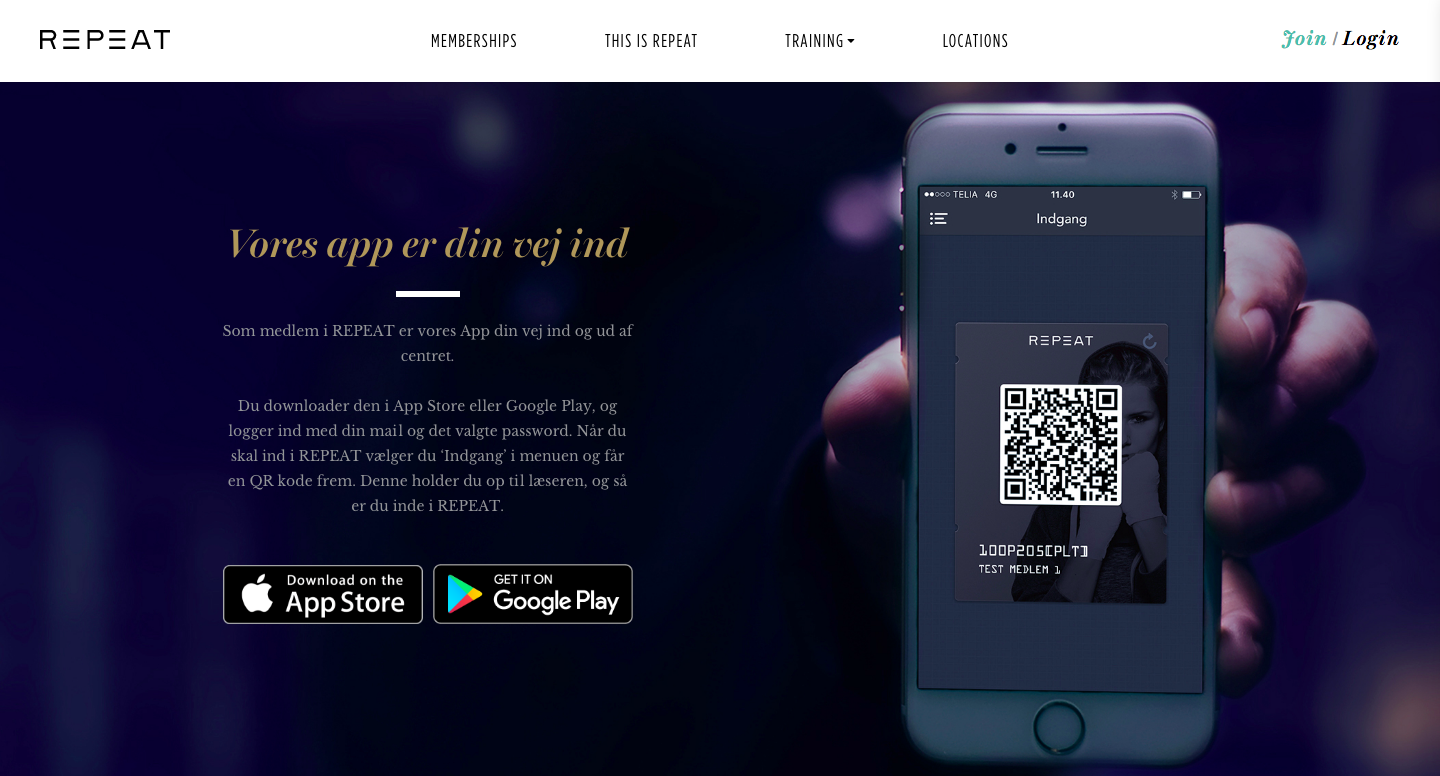 REPEAT
MEMBERSHIPS
THIS IS REPEAT
TRAINING
LOCATIONS
Join / Login
Vores app er din vej ind
Som medlem i REPEAT er vores App din vej ind og ud af
centret.
Du downloader den i App Store eller Google Play, og
logger ind med din mail og det valgte password. Når du
skal ind i REPEAT vælger du ‘Indgang’ i menuen og får
en QR kode frem. Denne holder du op til læseren, og så
er du inde i REPEAT.
Download on the
App Store
GET IT ON
Google Play
TELIA 4G 11.40
Indgang
REPEAT
100P20S[PLT]
TEST MEDLEM 1